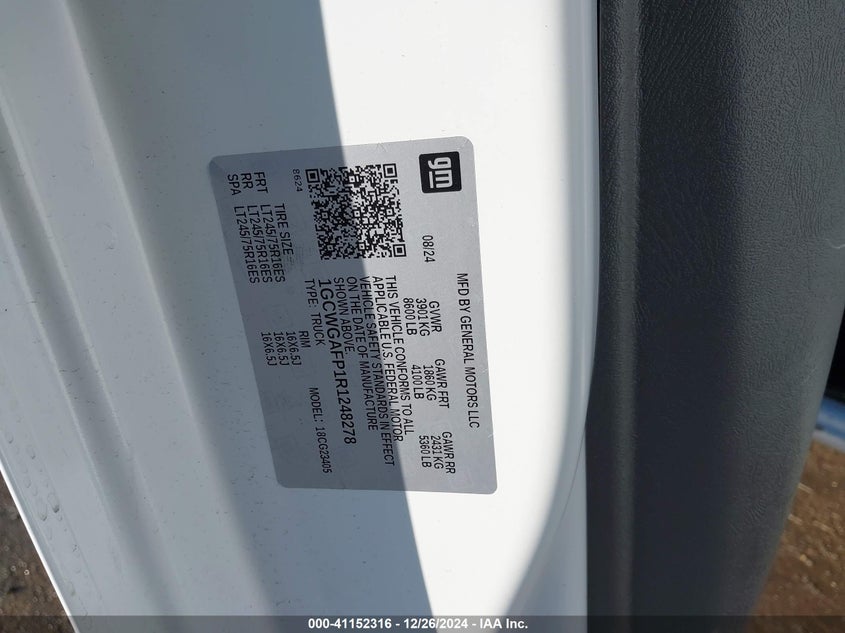 gm
08/24
MFD BY GENERAL MOTORS LLC
GVWR GAWR FRT GAWR RR
3901 KG 1860 KG 2431 KG
8600 LB 4100 LB 5360 LB
THIS VEHICLE CONFORMS TO ALL
APPLICABLE U.S. FEDERAL MOTOR
VEHICLE SAFETY STANDARDS IN EFFECT
ON THE DATE OF MANUFACTURE
SHOWN ABOVE.
1GCWGAFP1R1248278
TYPE: TRUCK MODEL: 18CG23405
8624
TIRE SIZE RIM
FRT LT245/75R16ES 16X6.5J
RR LT245/75R16ES 16X6.5J
SPA LT245/75R16ES 16X6.5J
000-41152316 - 12/26/2024 - IAA Inc.